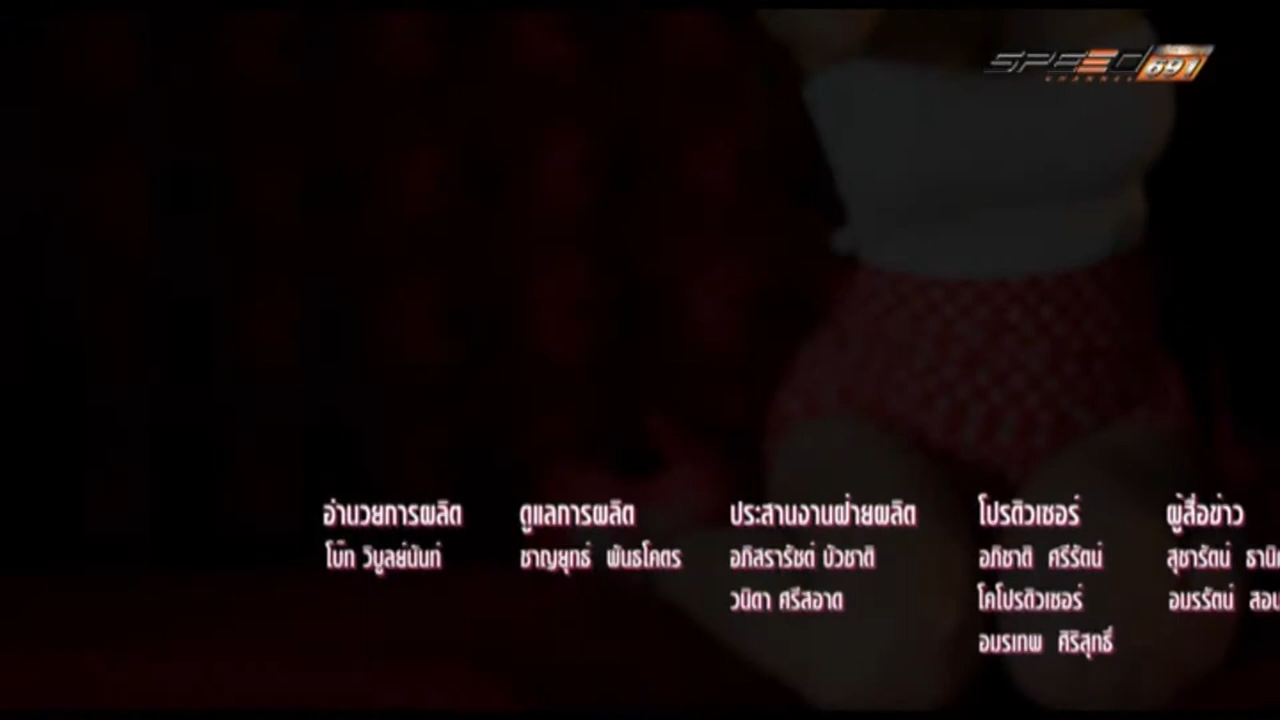 SPEED 691
CHANNEL
อำนวยการผลิต
โบ๊ท วิบูลย์นันท์
ดูแลการผลิต
ชาญยุทธ์ พันธโคตร
ประสานงานฝ่ายผลิต
อภิสรารัชต์ บัวชาติ
วนิดา ศรีสอาด
โปรดิวเซอร์
อภิชาติ ศรีรัตน์
โคโปรดิวเซอร์
อมรเทพ ศิริสุทธิ์
ผู้สื่อข่าว
สุชารัตน์
อมรรัตน์